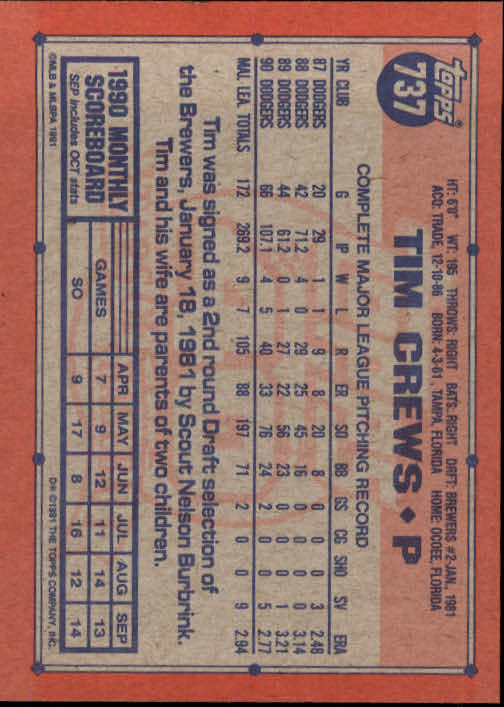 topps®
737
TIM CREWS • P
HT: 6'0" WT: 195 THROWS: RIGHT BATS: RIGHT DRFT: BREWERS #2-JAN, 1981
ACQ: TRADE, 12-10-86 BORN: 4-3-61, TAMPA, FLORIDA HOME: OCOEE, FLORIDA
COMPLETE MAJOR LEAGUE PITCHING RECORD
YR CLUB G IP W L R ER SO BB GS CG SHO SV ERA
87 DODGERS 20 29 1 1 9 8 20 8 0 0 0 3 2.48
88 DODGERS 42 71.2 4 0 29 25 45 16 0 0 0 0 3.14
89 DODGERS 44 61.2 0 1 27 22 56 23 0 0 0 1 3.21
90 DODGERS 66 107.1 4 5 40 33 76 24 2 0 0 5 2.77
MAJ. LEA. TOTALS 172 269.2 9 7 105 88 197 71 2 0 0 9 2.94
Tim was signed as a 2nd round Draft selection of
the Brewers, January 18, 1981 by Scout Nelson Burbrink.
Tim and his wife are parents of two children.
1990 MONTHLY
SCOREBOARD
SEP includes OCT stats
APR MAY JUN JUL AUG SEP
GAMES 7 9 12 11 14 13
SO 9 17 8 16 12 14
©MLB & MLBPA 1991
D* ©1991 THE TOPPS COMPANY, INC.